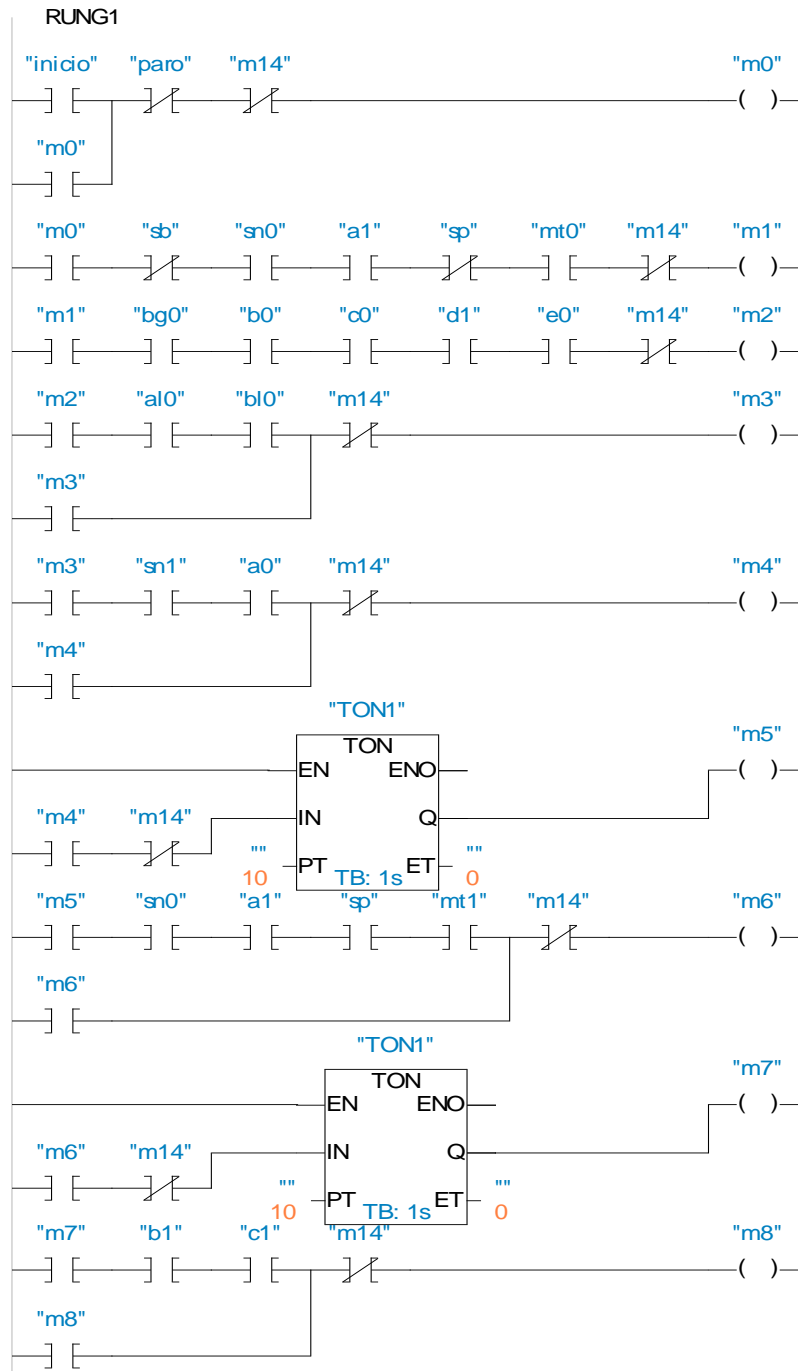 RUNG1
"inicio" "paro" "m14" "m0"
"m0"
"m0" "sb" "sn0" "a1" "sp" "mt0" "m14" "m1"
"m1" "bg0" "b0" "c0" "d1" "e0" "m14" "m2"
"m2" "al0" "bl0" "m14" "m3"
"m3"
"m3" "sn1" "a0" "m14" "m4"
"m4"
"TON1"
TON "m5"
EN ENO ( )
"m4" "m14" IN Q
"" PT ET ""
10 TB: 1s 0
"m5" "sn0" "a1" "sp" "mt1" "m14" "m6"
"m6"
"TON1"
TON "m7"
EN ENO ( )
"m6" "m14" IN Q
"" PT ET ""
10 TB: 1s 0
"m7" "b1" "c1" "m14" "m8"
"m8"